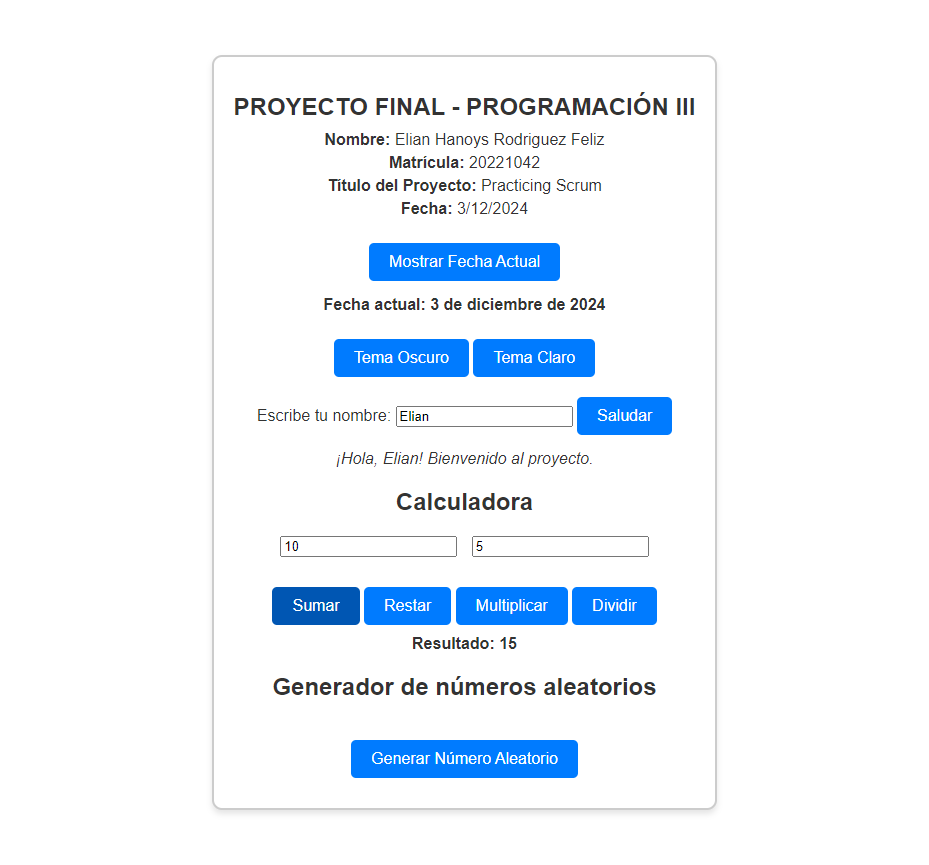 PROYECTO FINAL - PROGRAMACIÓN III
Nombre: Elian Hanoys Rodriguez Feliz
Matrícula: 20221042
Título del Proyecto: Practicing Scrum
Fecha: 3/12/2024
Mostrar Fecha Actual
Fecha actual: 3 de diciembre de 2024
Tema Oscuro Tema Claro
Escribe tu nombre: Elian Saludar
¡Hola, Elian! Bienvenido al proyecto.
Calculadora
10 5
Sumar Restar Multiplicar Dividir
Resultado: 15
Generador de números aleatorios
Generar Número Aleatorio